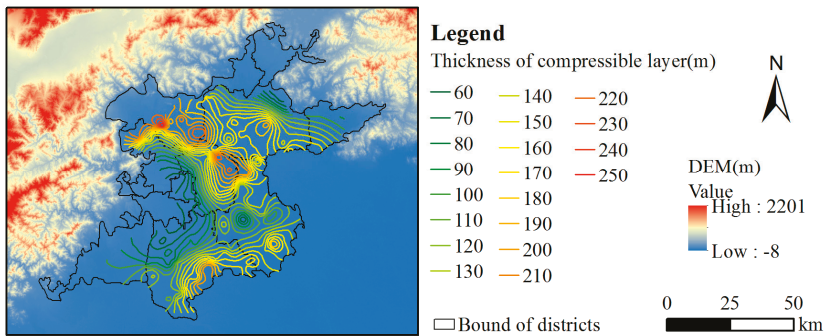 Legend
Thickness of compressible layer(m)
60
70
80
90
100
110
120
130
140
150
160
170
180
190
200
210
220
230
240
250
Bound of districts
N
DEM(m)
Value
High : 2201
Low : -8
0 25 50
km